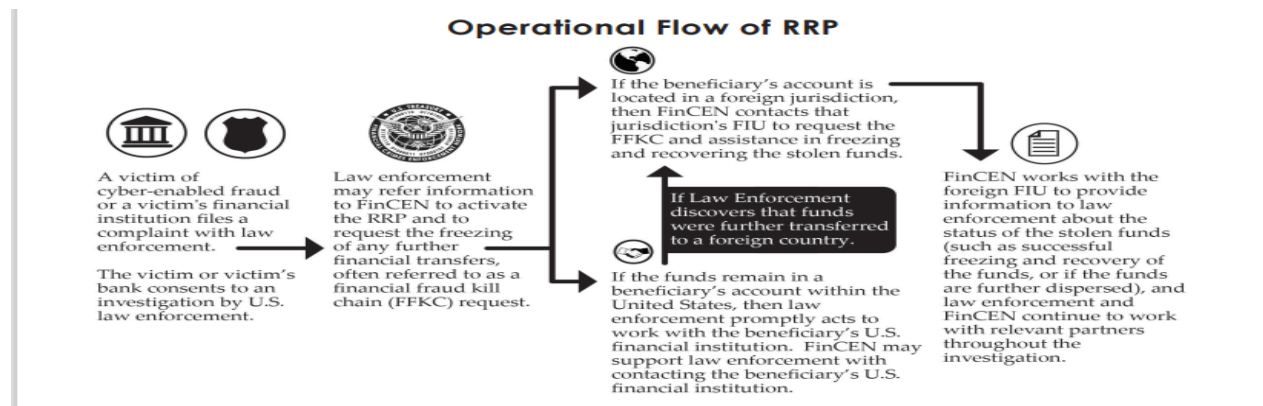 Operational Flow of RRP
A victim of
cyber-enabled fraud
or a victim's financial
institution files a
complaint with law
enforcement.
The victim or victim's
bank consents to an
investigation by U.S.
law enforcement.
Law enforcement
may refer information
to FinCEN to activate
the RRP and to
request the freezing
of any further
financial transfers,
often referred to as a
financial fraud kill
chain (FFKC) request.
If the beneficiary's account is
located in a foreign jurisdiction,
then FinCEN contacts that
jurisdiction's FIU to request the
FFKC and assistance in freezing
and recovering the stolen funds.
If Law Enforcement
discovers that funds
were further transferred
to a foreign country.
If the funds remain in a
beneficiary's account within the
United States, then law
enforcement promptly acts to
work with the beneficiary's U.S.
financial institution. FinCEN may
support law enforcement with
contacting the beneficiary's U.S.
financial institution.
FinCEN works with the
foreign FIU to provide
information to law
enforcement about the
status of the stolen funds
(such as successful
freezing and recovery of
the funds, or if the funds
are further dispersed), and
law enforcement and
FinCEN continue to work
with relevant partners
throughout the
investigation.